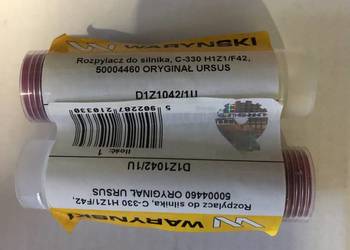 WARYNSKI
Rozpylacz do silnika, C-330 H1Z1/F42,
50004460 ORYGINAŁ URSUS
D1Z1042/1U
5902287210330
Ilość: 1
D1Z1042/1U
Rozpylacz do silnika, C-330 H1Z1/F42,
50004460 ORYGINAŁ URSUS
WARYNSKI